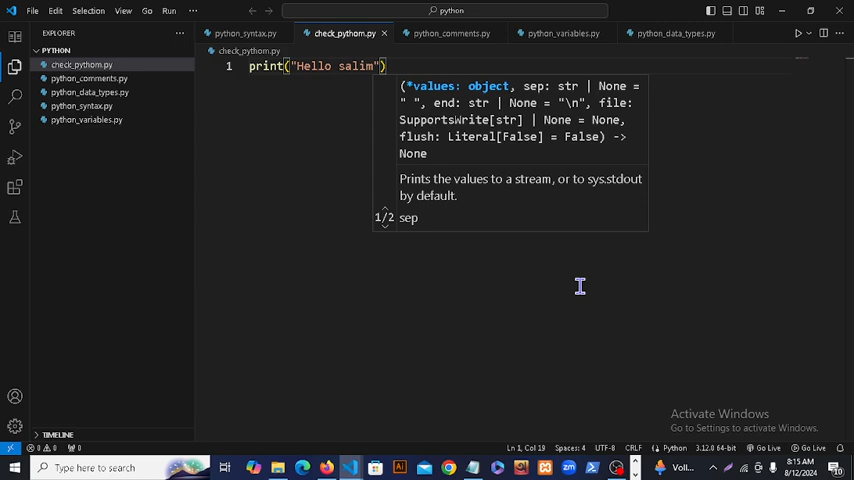 File Edit Selection View Go Run ··· python
EXPLORER ···
python_syntax.py check_pythom.py × python_comments.py python_variables.py python_data_types.py ···
PYTHON
check_pythom.py
check_pythom.py
python_comments.py
python_data_types.py
python_syntax.py
python_variables.py
1 print("Hello salim")
(*values: object, sep: str | None =
" ", end: str | None = "\n", file:
SupportsWrite[str] | None = None,
flush: Literal[False] = False) ->
None
Prints the values to a stream, or to sys.stdout
by default.
1/2 sep
Activate Windows
Go to Settings to activate Windows.
TIMELINE
0 0 0 Ln 1, Col 19 Spaces: 4 UTF-8 CRLF Python 3.12.0 64-bit Go Live Go Live
Type here to search Voll... 8:15 AM
8/12/2024
10